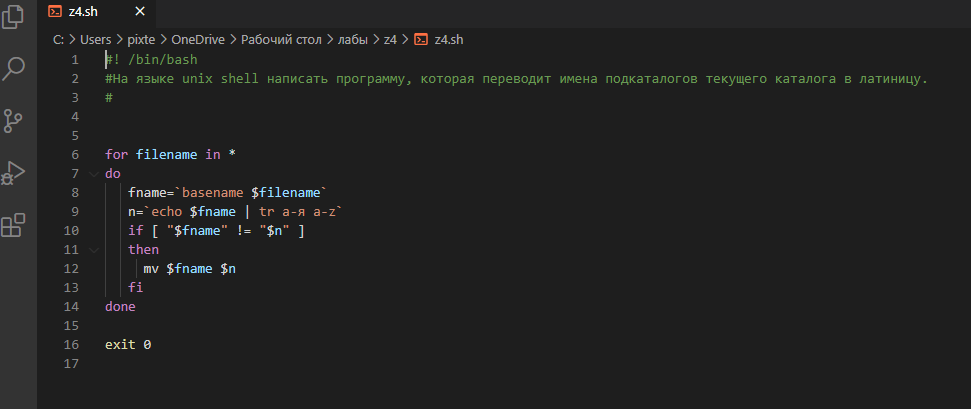 z4.sh
C: > Users > pixte > OneDrive > Рабочий стол > лабы > z4 > z4.sh
1 #! /bin/bash
2 #На языке unix shell написать программу, которая переводит имена подкаталогов текущего каталога в латиницу.
3 #
4
5
6 for filename in *
7 do
8 fname=`basename $filename`
9 n=`echo $fname | tr а-я a-z`
10 if [ "$fname" != "$n" ]
11 then
12 mv $fname $n
13 fi
14 done
15
16 exit 0
17